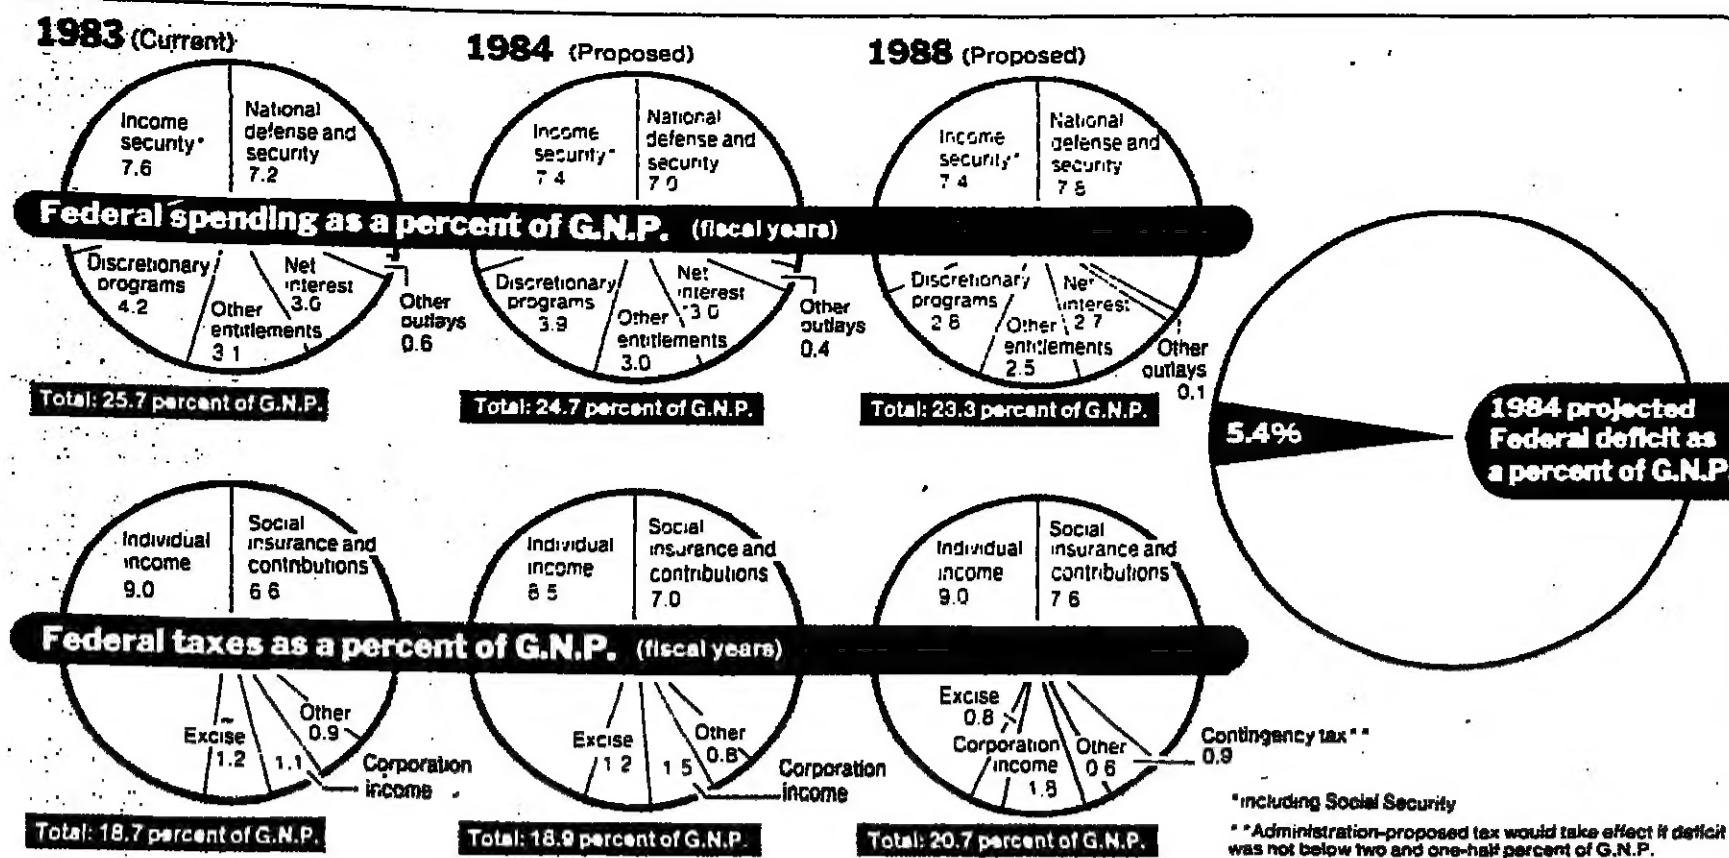 1983 (Current)
Income
security*
7.6
National
defense and
security
7.2
Discretionary
programs
4.2
Other
entitlements
3 1
Net
interest
3.0
Other
outlays
0.6
Total: 25.7 percent of G.N.P.
1984 (Proposed)
Income
security*
7 4
National
defense and
security
7 0
Discretionary
programs
3.9
Other
entitlements
3.0
Net
interest
3 0
Other
outlays
0.4
Total: 24.7 percent of G.N.P.
1988 (Proposed)
Income
security*
7 4
National
defense and
security
7 8
Discretionary
programs
2 8
Other
entitlements
2.5
Net
interest
2 7
Other
outlays
0.1
Total: 23.3 percent of G.N.P.
Federal spending as a percent of G.N.P. (fiscal years)
5.4%
1984 projected
Federal deficit as
a percent of G.N.P.
Individual
income
9.0
Social
insurance and
contributions
6 6
Excise
1.2
1.1
Corporation
income
Other
0.9
Total: 18.7 percent of G.N.P.
Individual
income
8 5
Social
insurance and
contributions
7.0
Excise
1 2
1 5
Corporation
income
Other
0.8
Total: 18.9 percent of G.N.P.
Individual
income
9.0
Social
insurance and
contributions
7 6
Excise
0.8
Corporation
income
1.8
Other
0 6
Contingency tax**
0.9
Total: 20.7 percent of G.N.P.
Federal taxes as a percent of G.N.P. (fiscal years)
*Including Social Security
**Administration-proposed tax would take effect if deficit
was not below two and one-half percent of G.N.P.